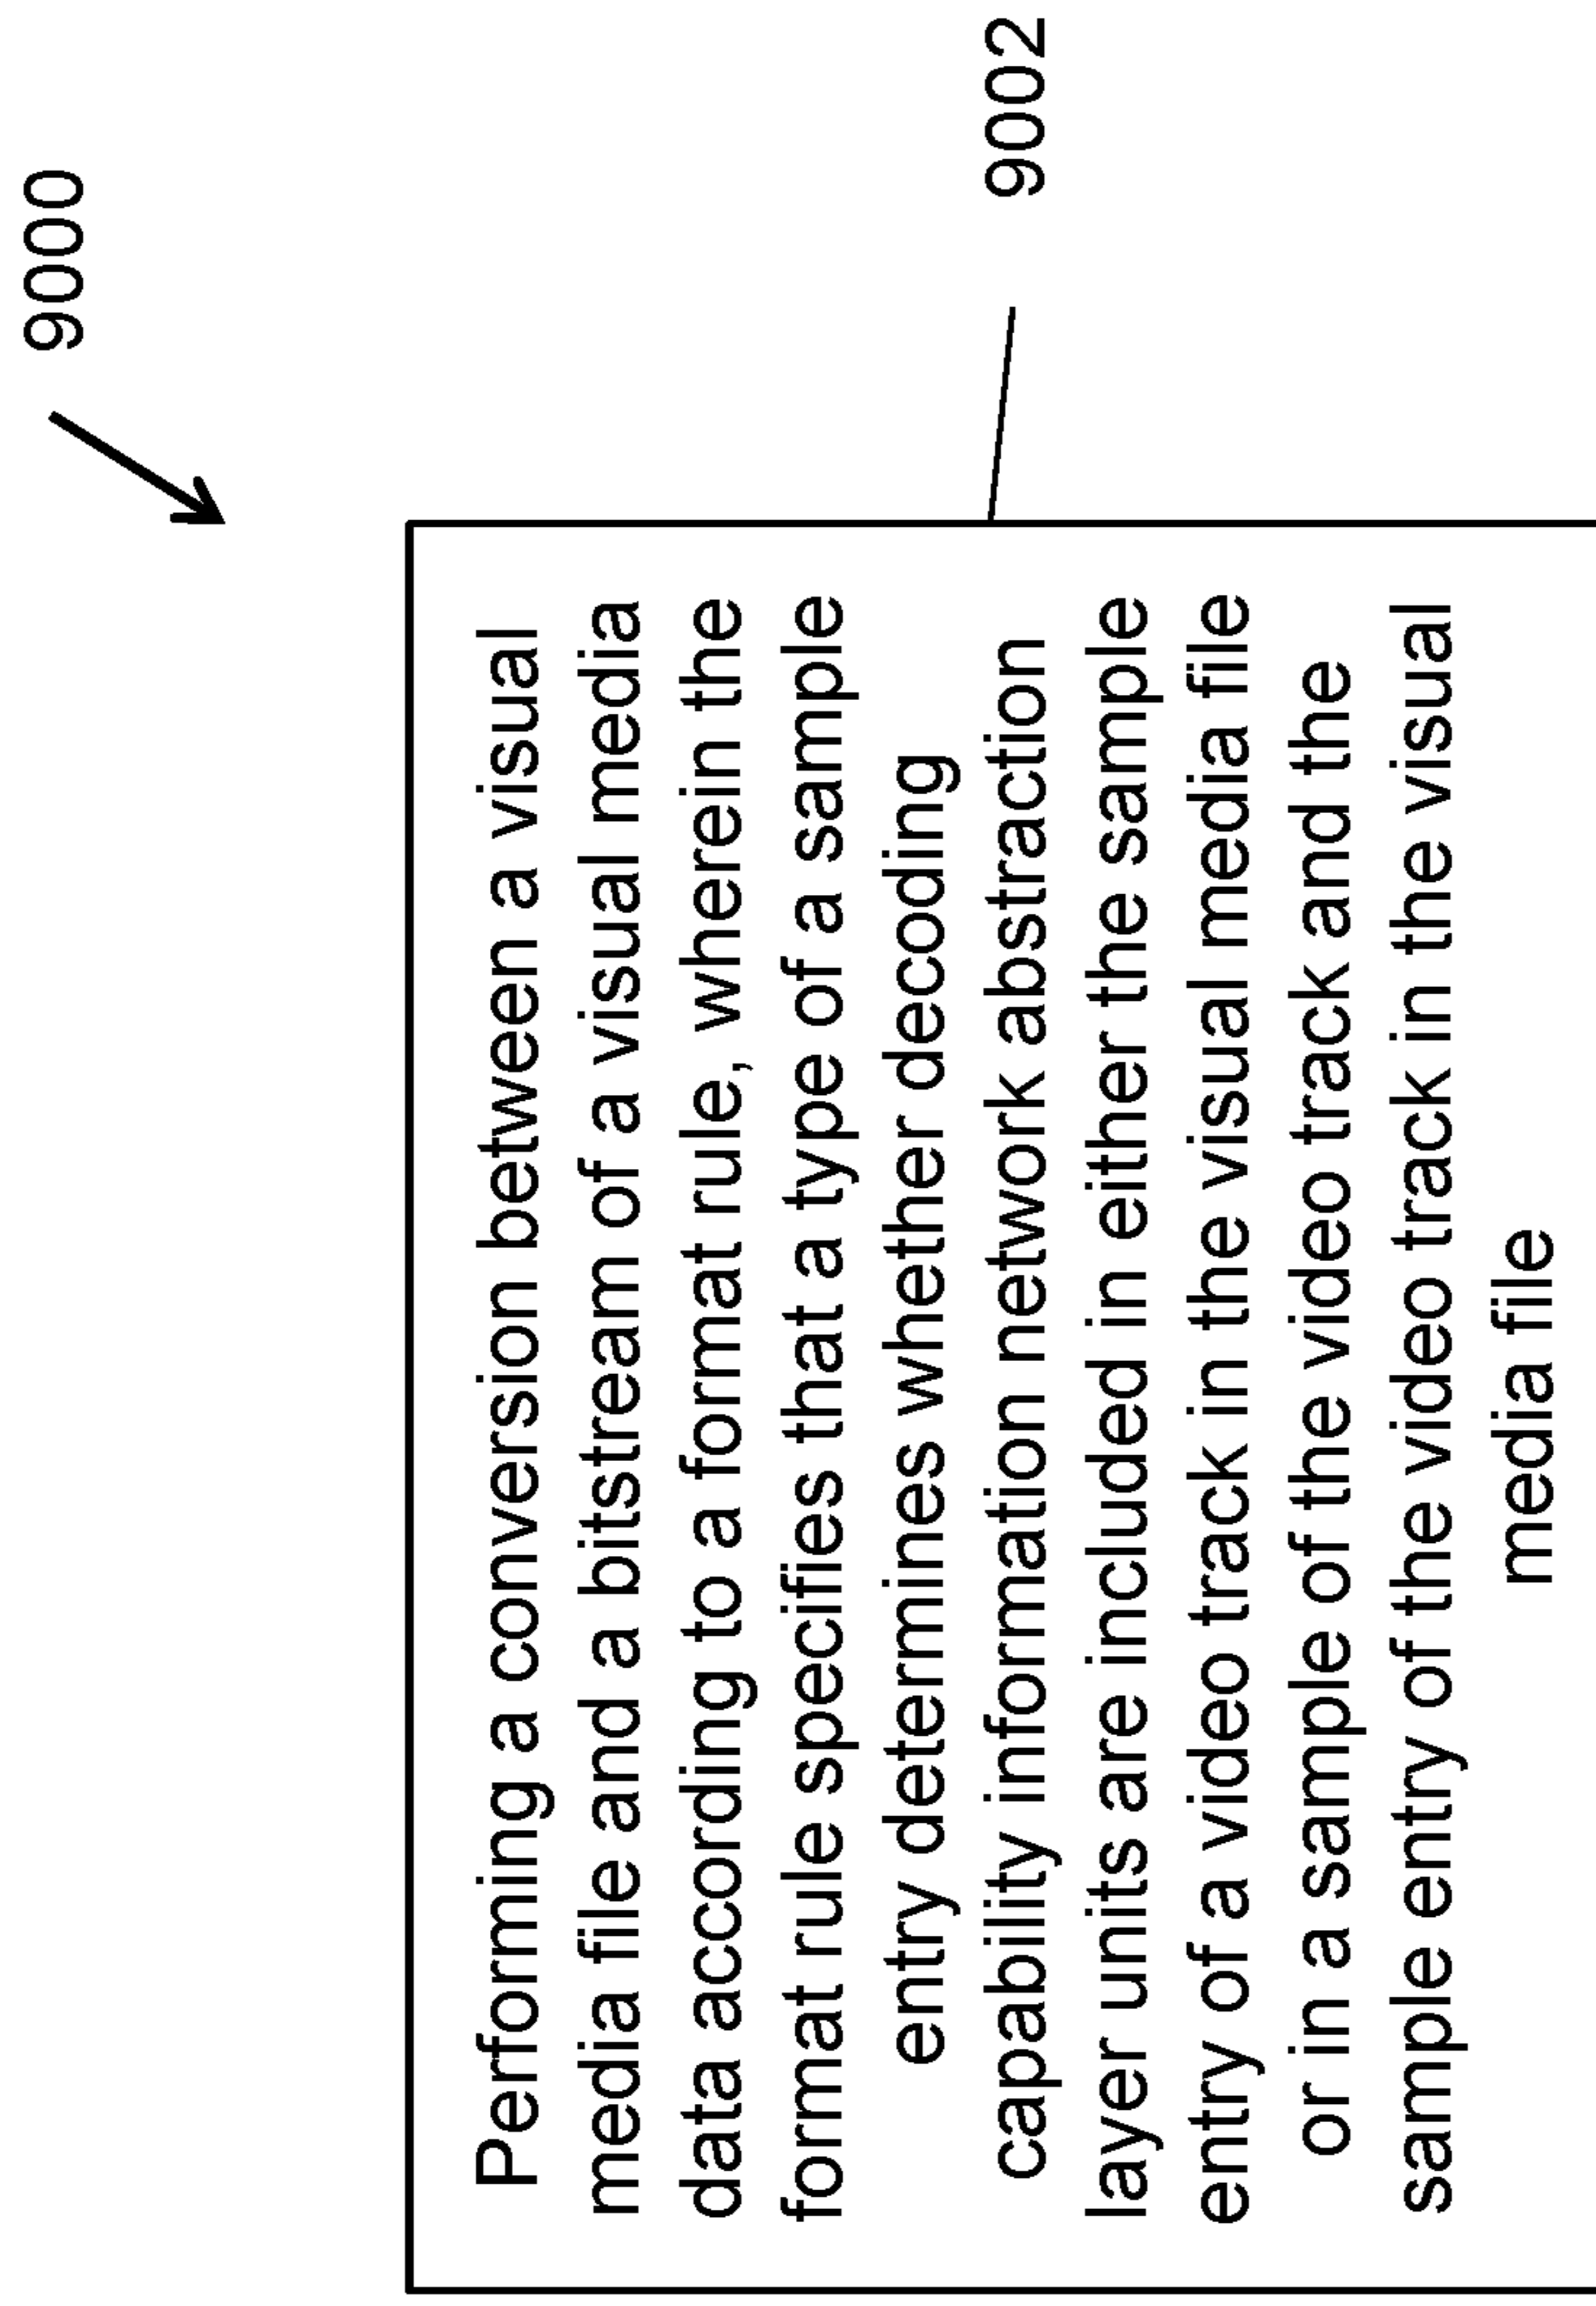 9000
9002
Performing a conversion between a visual
media file and a bitstream of a visual media
data according to a format rule, wherein the
format rule specifies that a type of a sample
entry determines whether decoding
capability information network abstraction
layer units are included in either the sample
entry of a video track in the visual media file
or in a sample of the video track and the
sample entry of the video track in the visual
media file